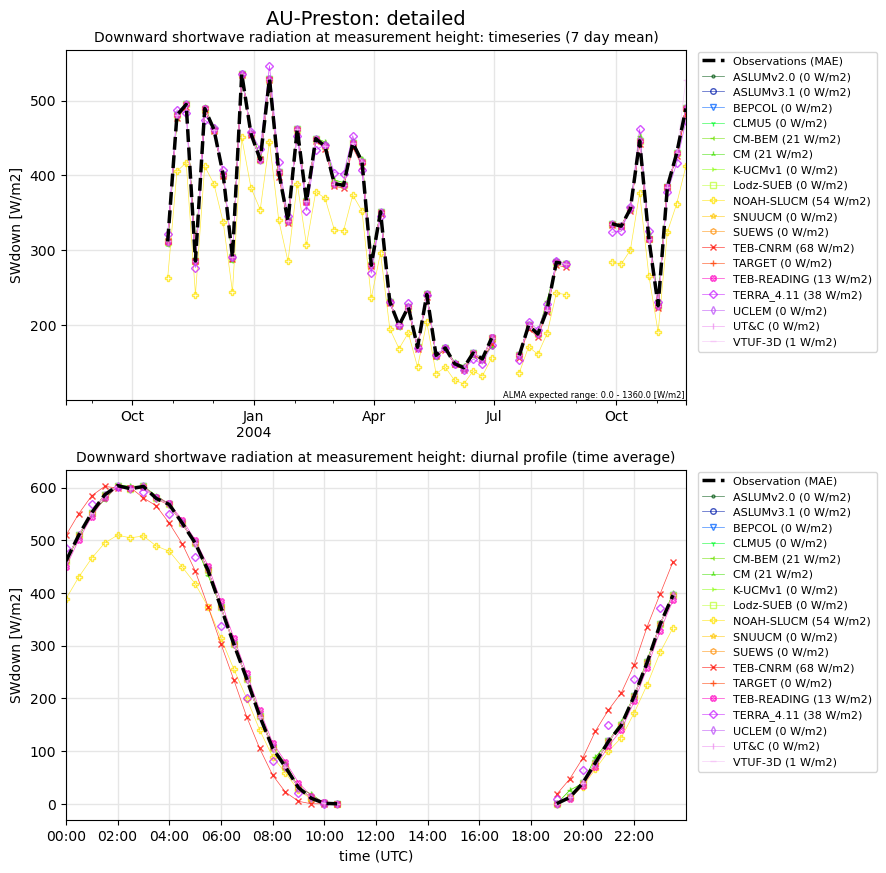 AU-Preston: detailed
Downward shortwave radiation at measurement height: timeseries (7 day mean)
SWdown [W/m2]
500
400
300
200
Oct
Jan
2004
Apr
Jul
Oct
ALMA expected range: 0.0 - 1360.0 [W/m2]
Observations (MAE)
ASLUMv2.0 (0 W/m2)
ASLUMv3.1 (0 W/m2)
BEPCOL (0 W/m2)
CLMU5 (0 W/m2)
CM-BEM (21 W/m2)
CM (21 W/m2)
K-UCMv1 (0 W/m2)
Lodz-SUEB (0 W/m2)
NOAH-SLUCM (54 W/m2)
SNUUCM (0 W/m2)
SUEWS (0 W/m2)
TEB-CNRM (68 W/m2)
TARGET (0 W/m2)
TEB-READING (13 W/m2)
TERRA_4.11 (38 W/m2)
UCLEM (0 W/m2)
UT&C (0 W/m2)
VTUF-3D (1 W/m2)
Downward shortwave radiation at measurement height: diurnal profile (time average)
SWdown [W/m2]
600
500
400
300
200
100
0
00:00
02:00
04:00
06:00
08:00
10:00
12:00
14:00
16:00
18:00
20:00
22:00
time (UTC)
Observation (MAE)
ASLUMv2.0 (0 W/m2)
ASLUMv3.1 (0 W/m2)
BEPCOL (0 W/m2)
CLMU5 (0 W/m2)
CM-BEM (21 W/m2)
CM (21 W/m2)
K-UCMv1 (0 W/m2)
Lodz-SUEB (0 W/m2)
NOAH-SLUCM (54 W/m2)
SNUUCM (0 W/m2)
SUEWS (0 W/m2)
TEB-CNRM (68 W/m2)
TARGET (0 W/m2)
TEB-READING (13 W/m2)
TERRA_4.11 (38 W/m2)
UCLEM (0 W/m2)
UT&C (0 W/m2)
VTUF-3D (1 W/m2)